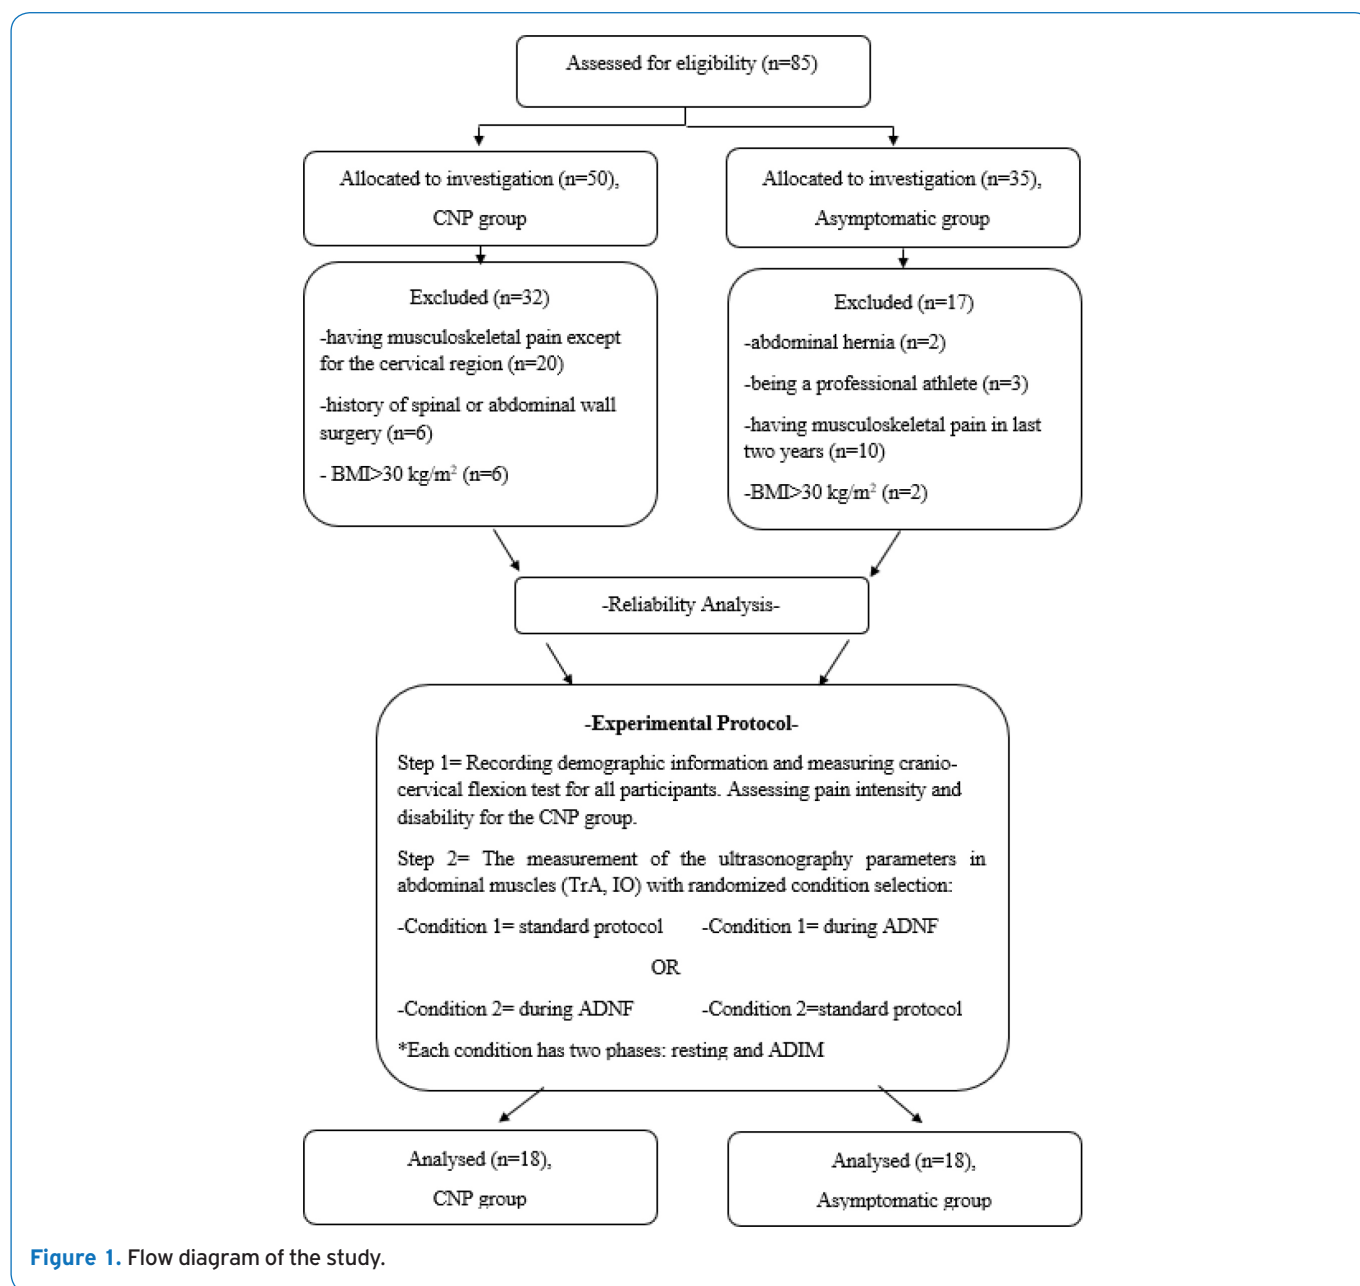 Assessed for eligibility (n=85)
Allocated to investigation (n=50),
CNP group
Allocated to investigation (n=35),
Asymptomatic group
Excluded (n=32)
-having musculoskeletal pain except
for the cervical region (n=20)
-history of spinal or abdominal wall
surgery (n=6)
- BMI>30 kg/m² (n=6)
Excluded (n=17)
-abdominal hernia (n=2)
-being a professional athlete (n=3)
-having musculoskeletal pain in last
two years (n=10)
-BMI>30 kg/m² (n=2)
-Reliability Analysis-
-Experimental Protocol-
Step 1= Recording demographic information and measuring cranio-
cervical flexion test for all participants. Assessing pain intensity and
disability for the CNP group.
Step 2= The measurement of the ultrasonography parameters in
abdominal muscles (TrA, IO) with randomized condition selection:
-Condition 1= standard protocol -Condition 1= during ADNF
OR
-Condition 2= during ADNF -Condition 2=standard protocol
*Each condition has two phases: resting and ADIM
Analysed (n=18),
CNP group
Analysed (n=18),
Asymptomatic group
Figure 1. Flow diagram of the study.